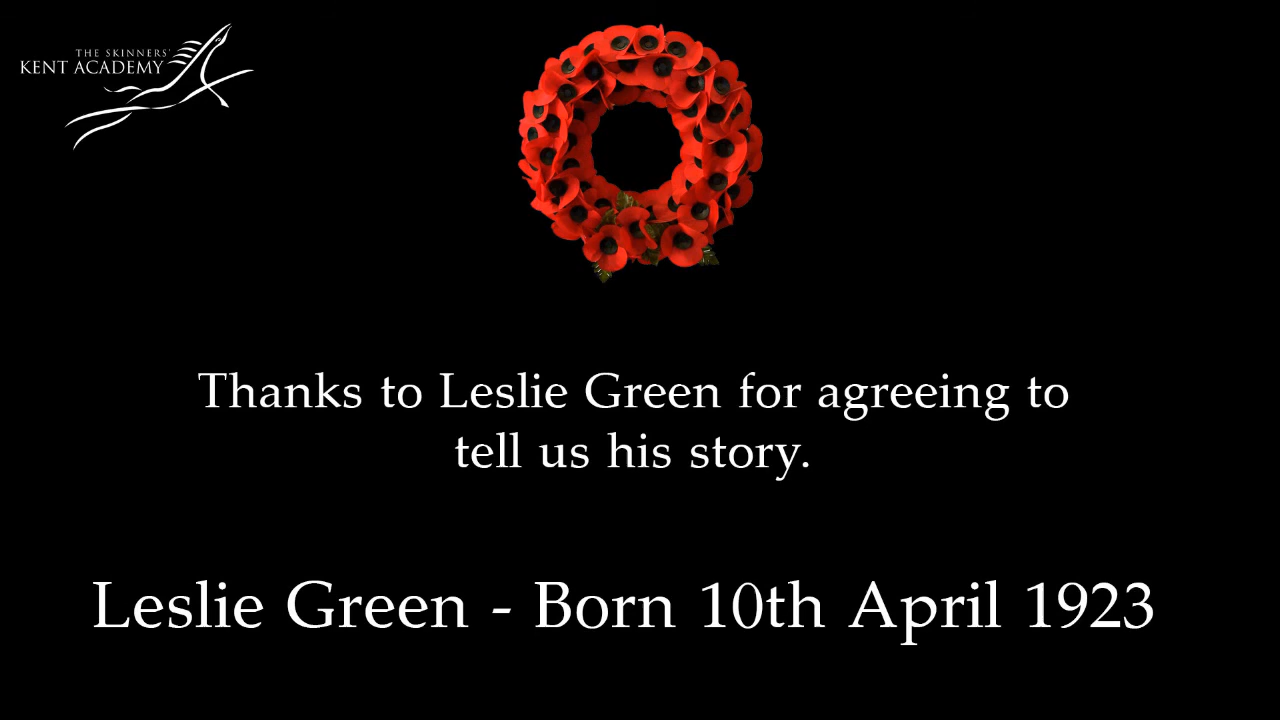 THE SKINNERS'
KENT ACADEMY
Thanks to Leslie Green for agreeing to
tell us his story.
Leslie Green - Born 10th April 1923